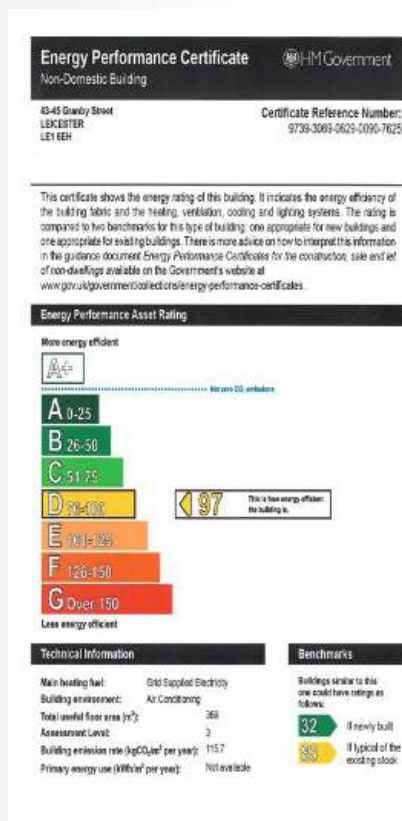 Energy Performance Certificate
HM Government
Non-Domestic Building
43-45 Granby Street
LEICESTER
LE1 6EH
Certificate Reference Number:
9739-3069-0629-0090-7625
This certificate shows the energy rating of this building. It indicates the energy efficiency of
the building fabric and the heating, ventilation, cooling and lighting systems. The rating is
compared to two benchmarks for this type of building: one appropriate for new buildings and
one appropriate for existing buildings. There is more advice on how to interpret this information
in the guidance document Energy Performance Certificates for the construction, sale and let
of non-dwellings available on the Government's website at
www.gov.uk/government/collections/energy-performance-certificates.
Energy Performance Asset Rating
More energy efficient
A+
Net zero CO₂ emissions
A 0-25
B 26-50
C 51-75
D 76-100
97
This is how energy efficient
the building is.
E 101-125
F 126-150
G Over 150
Less energy efficient
Technical Information
Main heating fuel: Grid Supplied Electricity
Building environment: Air Conditioning
Total useful floor area (m²): 368
Assessment Level: 3
Building emission rate (kgCO₂/m² per year): 115.7
Primary energy use (kWh/m² per year): Not available
Benchmarks
Buildings similar to this
one could have ratings as
follows:
32 If newly built
If typical of the
existing stock